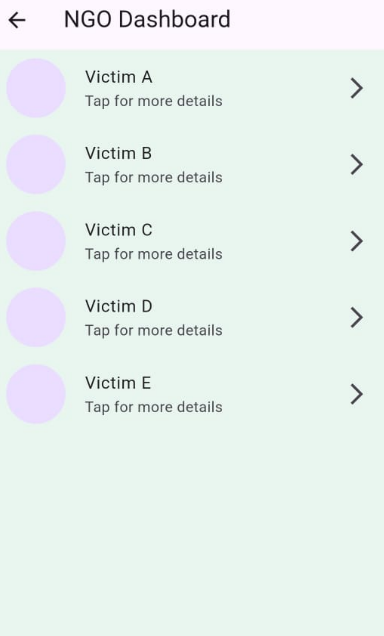 NGO Dashboard
Victim A
Tap for more details
Victim B
Tap for more details
Victim C
Tap for more details
Victim D
Tap for more details
Victim E
Tap for more details